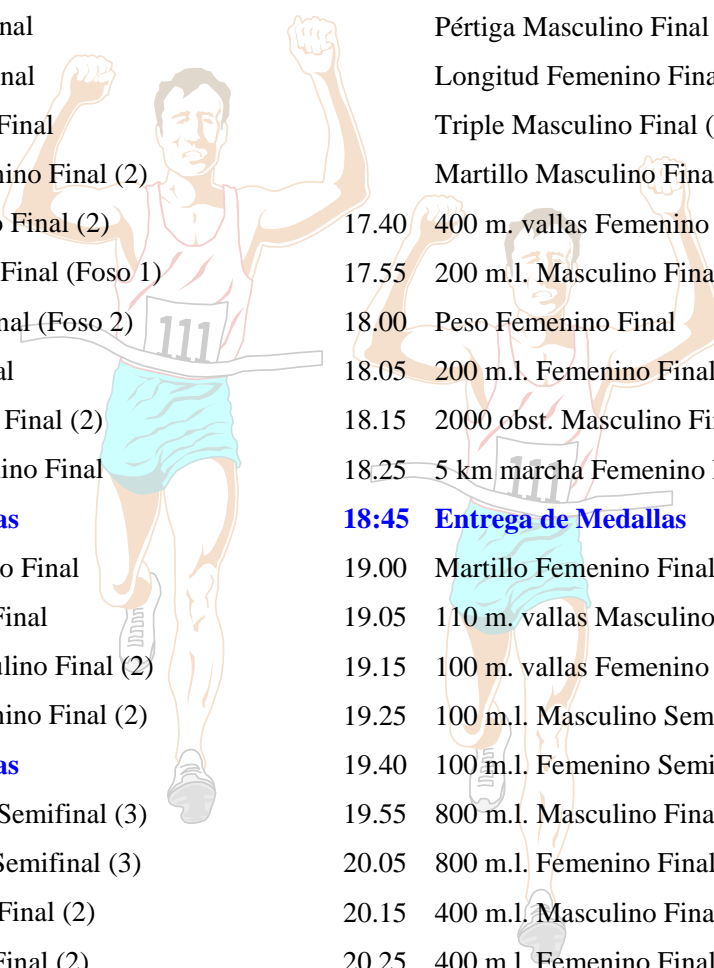 nal
nal
Final
nino Final (2)
o Final (2)
Final (Foso 1)
nal (Foso 2)
al
Final (2)
ino Final
as
o Final
Final
lino Final (2)
nino Final (2)
as
Semifinal (3)
Semifinal (3)
Final (2)
Final (2)
111
Pértiga Masculino Final
Longitud Femenino Fina
Triple Masculino Final (
Martillo Masculino Fina
17.40 400 m. vallas Femenino
17.55 200 m.l. Masculino Fina
18.00 Peso Femenino Final
18.05 200 m.l. Femenino Final
18.15 2000 obst. Masculino Fi
18.25 5 km marcha Femenino
18:45 Entrega de Medallas
19.00 Martillo Femenino Final
19.05 110 m. vallas Masculino
19.15 100 m. vallas Femenino
19.25 100 m.l. Masculino Sem
19.40 100 m.l. Femenino Semi
19.55 800 m.l. Masculino Fina
20.05 800 m.l. Femenino Final
20.15 400 m.l. Masculino Fina
20.25 400 m.l. Femenino Final
111